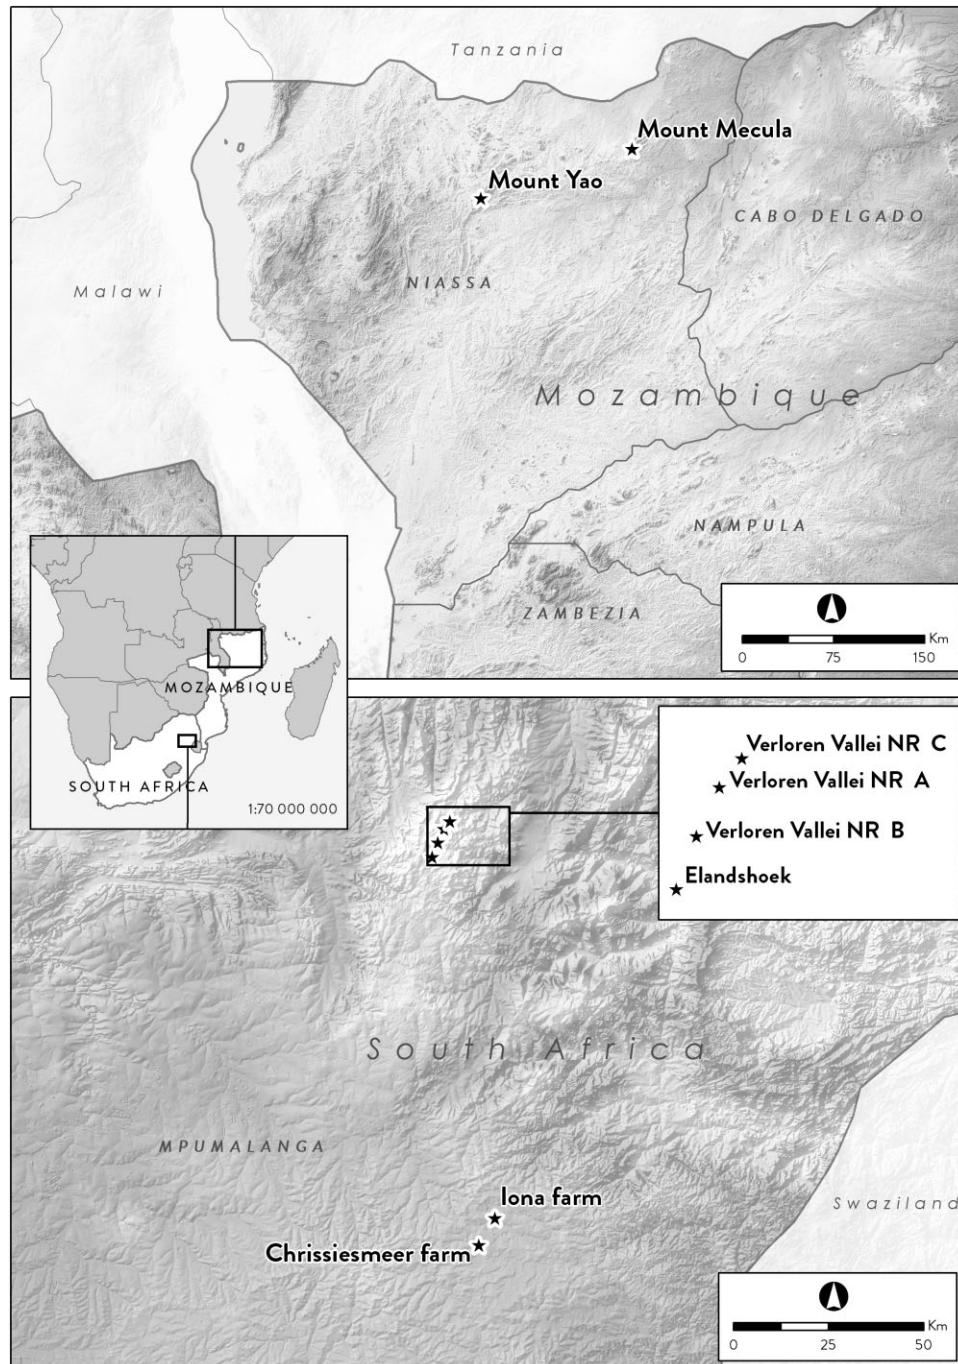 Tanzania
Mount Mecula
Mount Yao
CABO DELGADO
NIASSA
Malawi
Mozambique
NAMPULA
ZAMBEZIA
Km
0 75 150
MOZAMBIQUE
SOUTH AFRICA
1:70 000 000
Verloren Vallei NR C
Verloren Vallei NR A
Verloren Vallei NR B
Elandshoek
South Africa
MPUMALANGA
Iona farm
Swaziland
Chrissiesmeer farm
Km
0 25 50